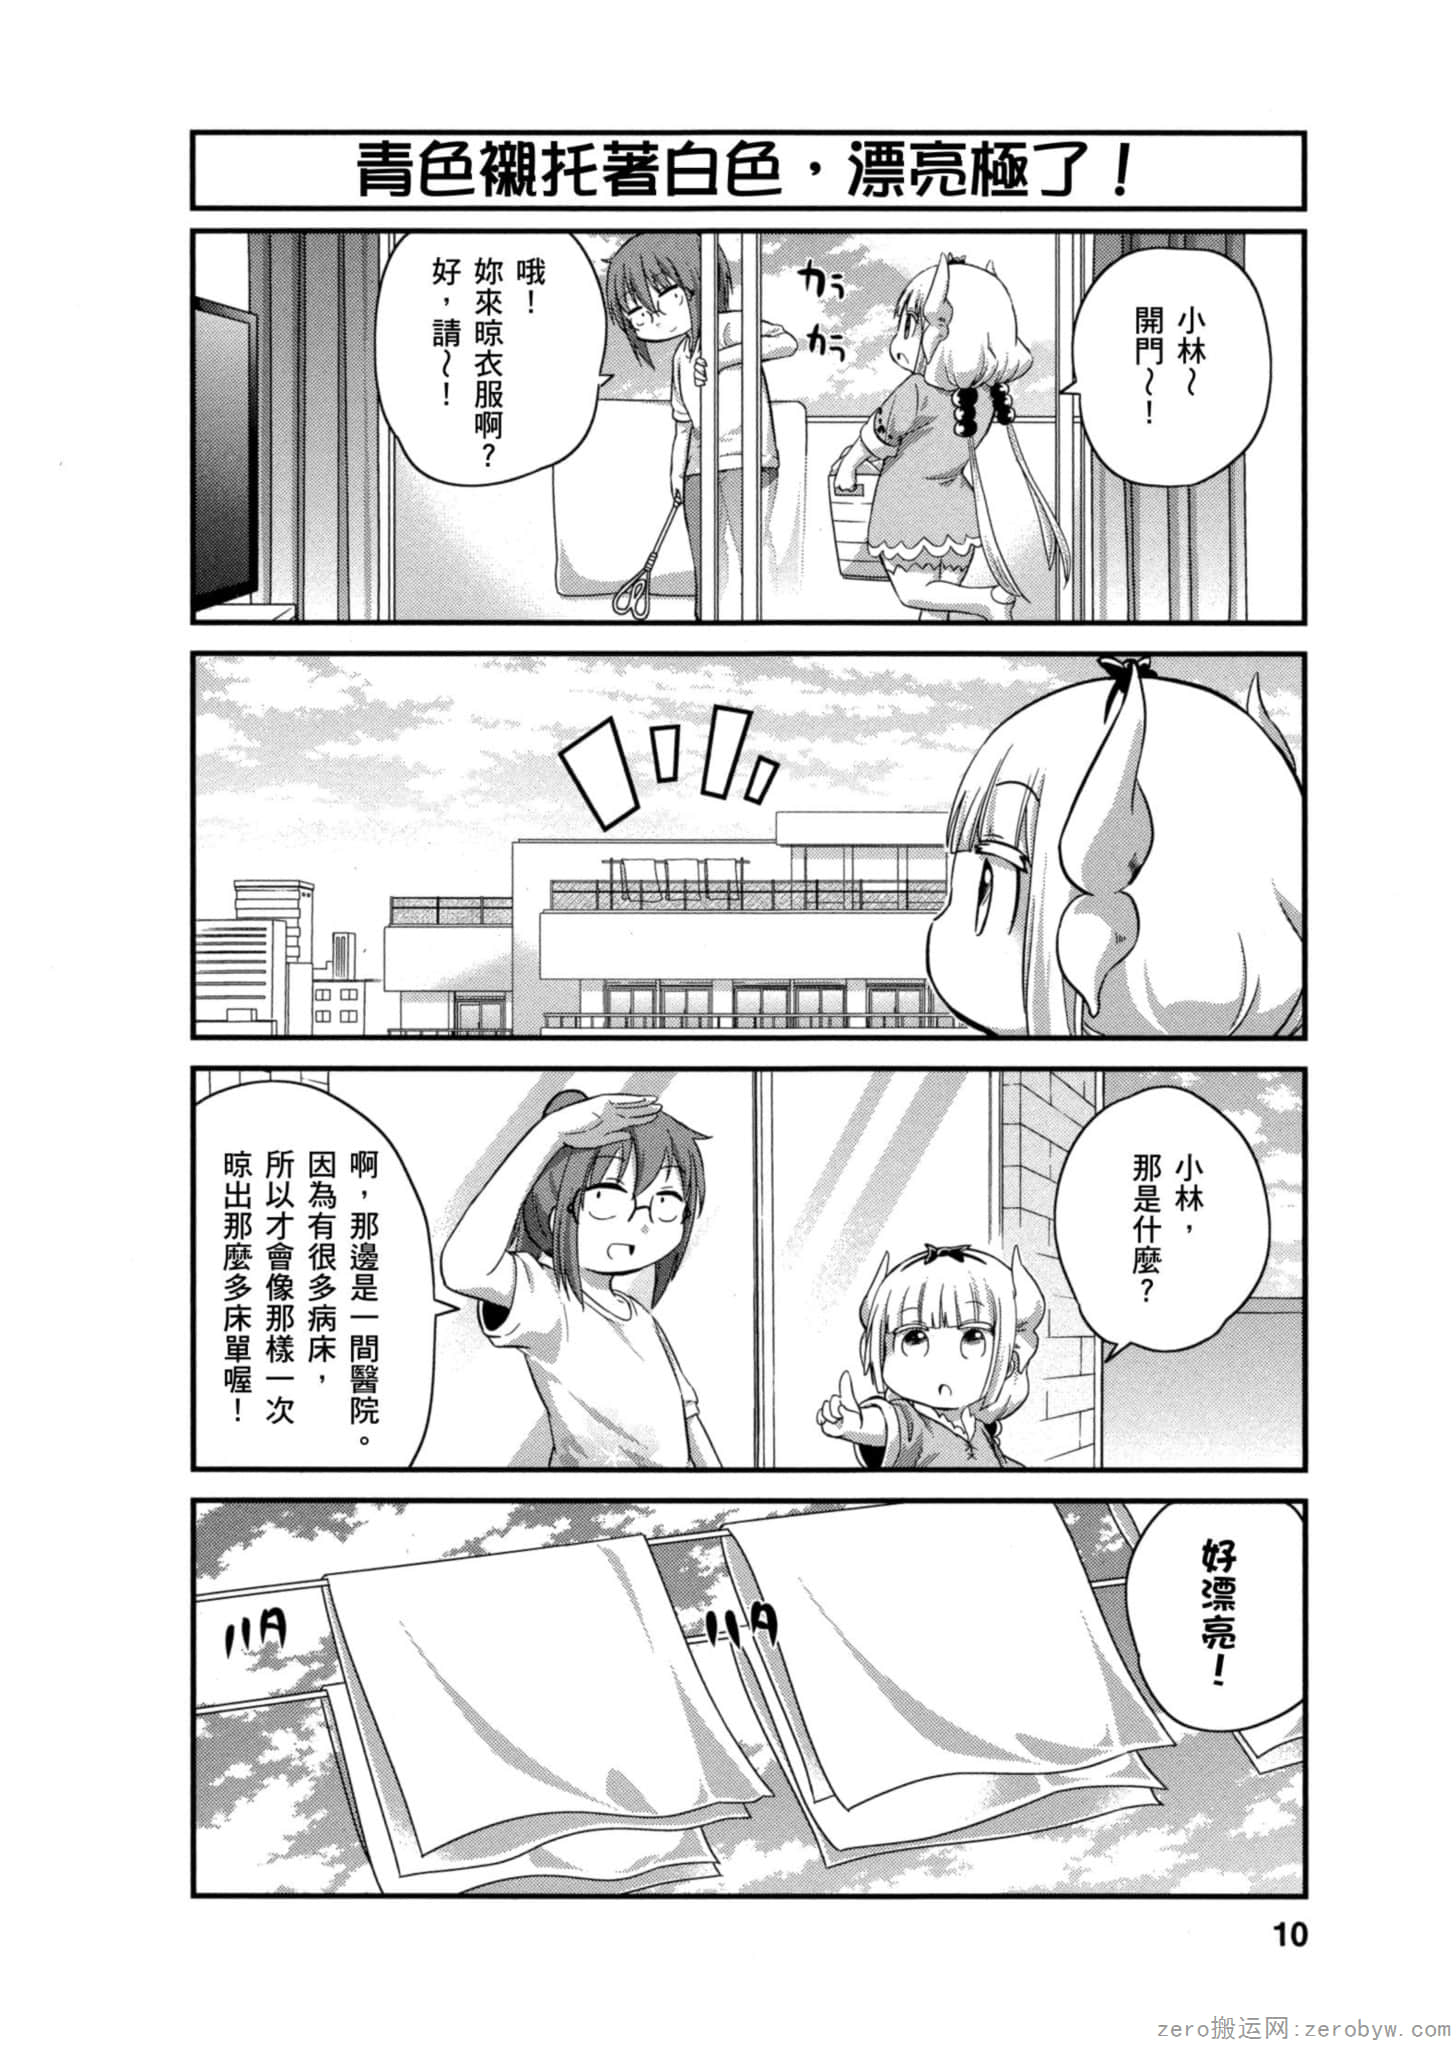 青色襯托著白色，漂亮極了！
小林～
開門～！
カラ
カラ
哦！
妳來晾衣服啊？
好，請～！
小林，
那是什麼？
啊，那邊是一間醫院。
因為有很多病床，
所以才會像那樣一次
晾出那麼多床單喔！
好漂亮！
10
zero搬运网:zerobyw.com